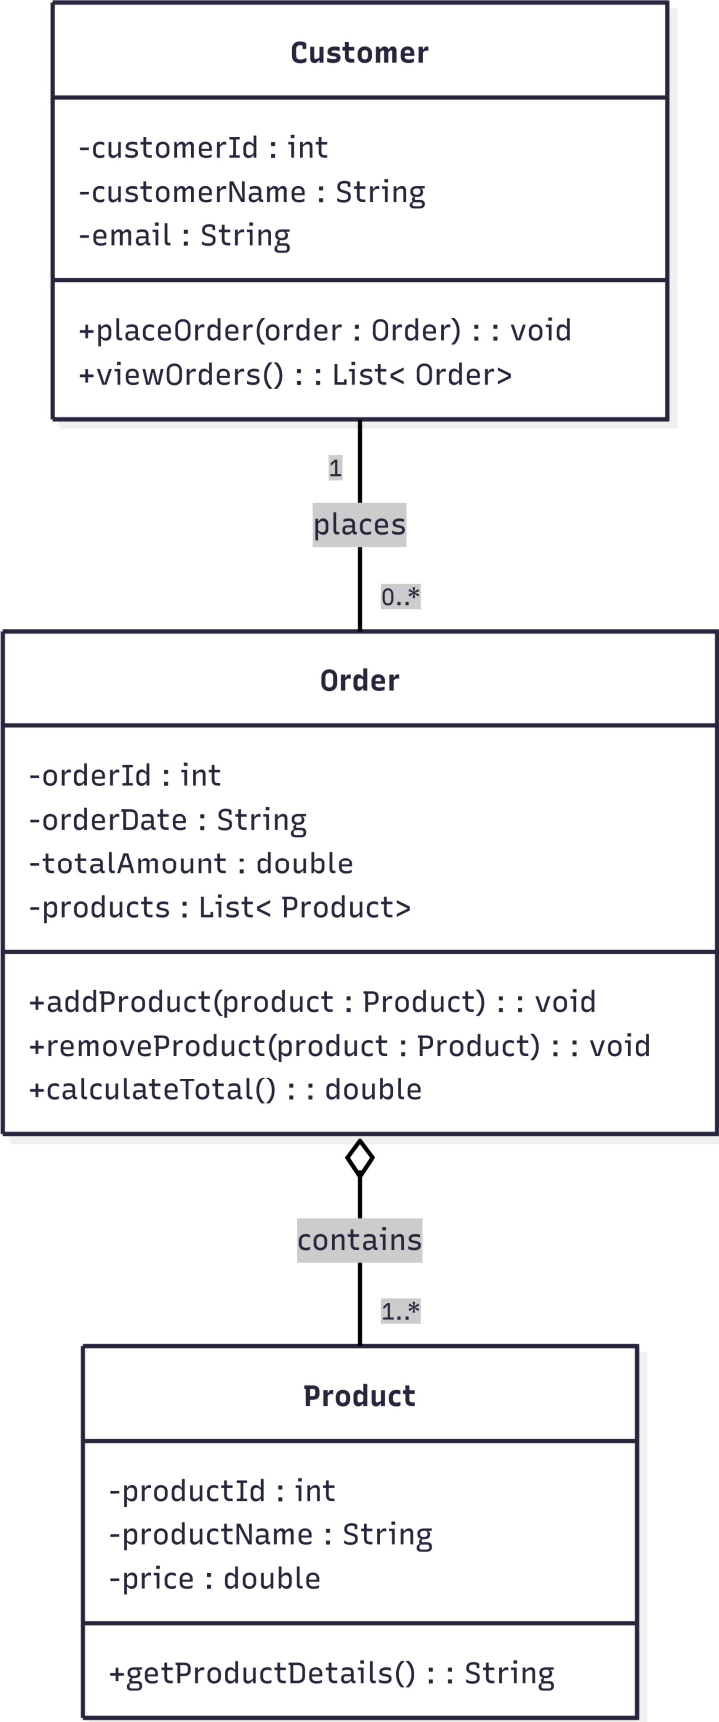 Customer
-customerId : int
-customerName : String
-email : String
+placeOrder(order : Order) : : void
+viewOrders() : : List< Order>
1
places
0..*
Order
-orderId : int
-orderDate : String
-totalAmount : double
-products : List< Product>
+addProduct(product : Product) : : void
+removeProduct(product : Product) : : void
+calculateTotal() : : double
contains
1..*
Product
-productId : int
-productName : String
-price : double
+getProductDetails() : : String